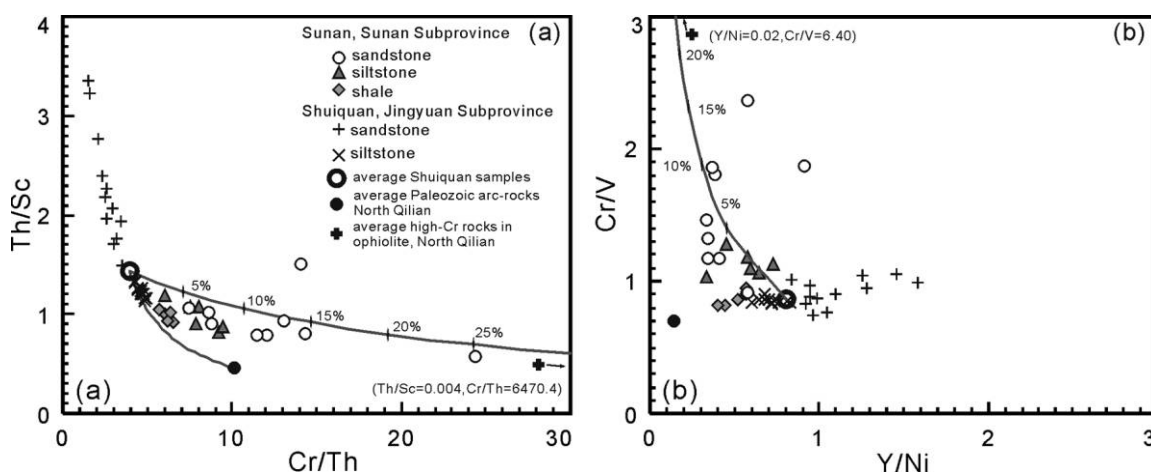 4
3
2
1
0
Th/Sc
(a)
Sunan, Sunan Subprovince
sandstone
siltstone
shale
Shuiquan, Jingyuan Subprovince
sandstone
siltstone
average Shuiquan samples
average Paleozoic arc-rocks
North Qilian
average high-Cr rocks in
ophiolite, North Qilian
5%
10%
15%
20%
25%
(Th/Sc=0.004,Cr/Th=6470.4)
(a)
0
10
20
30
Cr/Th
3
2
1
0
Cr/V
(b)
(Y/Ni=0.02,Cr/V=6.40)
20%
15%
10%
5%
(b)
1
2
3
Y/Ni